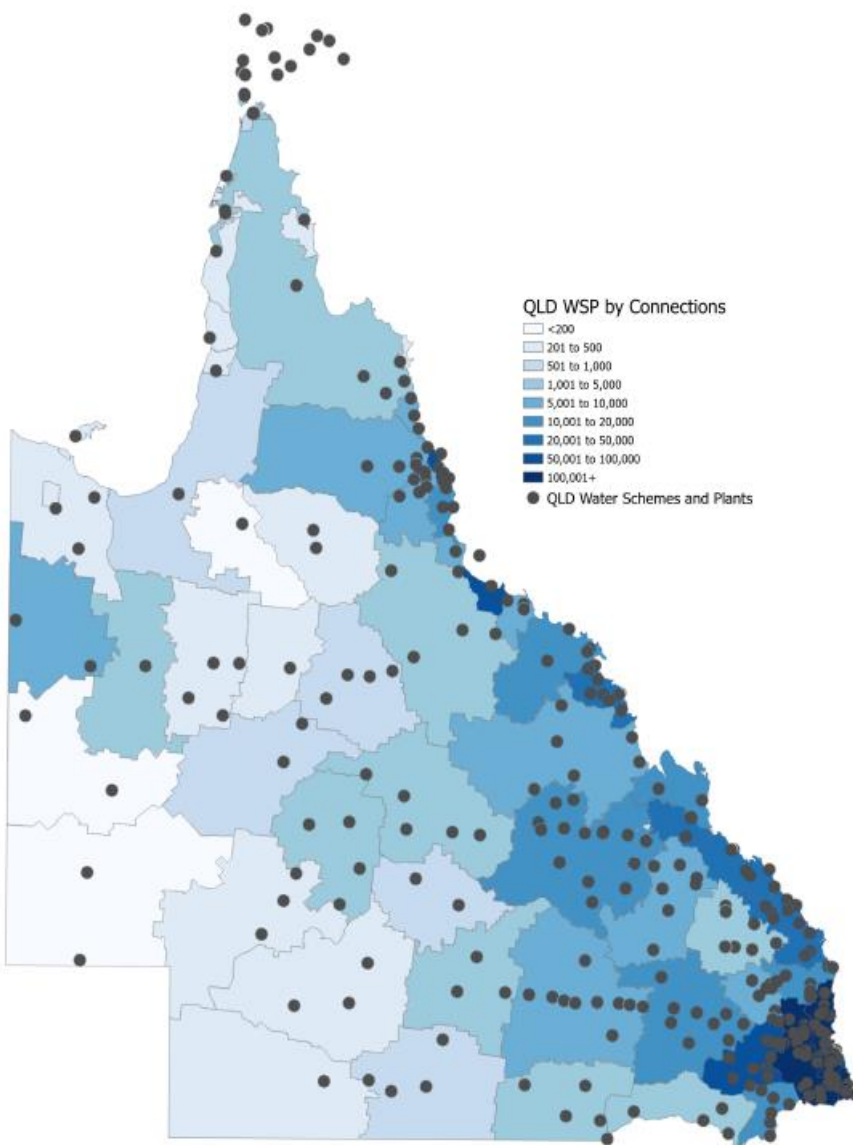 QLD WSP by Connections
<200
201 to 500
501 to 1,000
1,001 to 5,000
5,001 to 10,000
10,001 to 20,000
20,001 to 50,000
50,001 to 100,000
100,001+
QLD Water Schemes and Plants